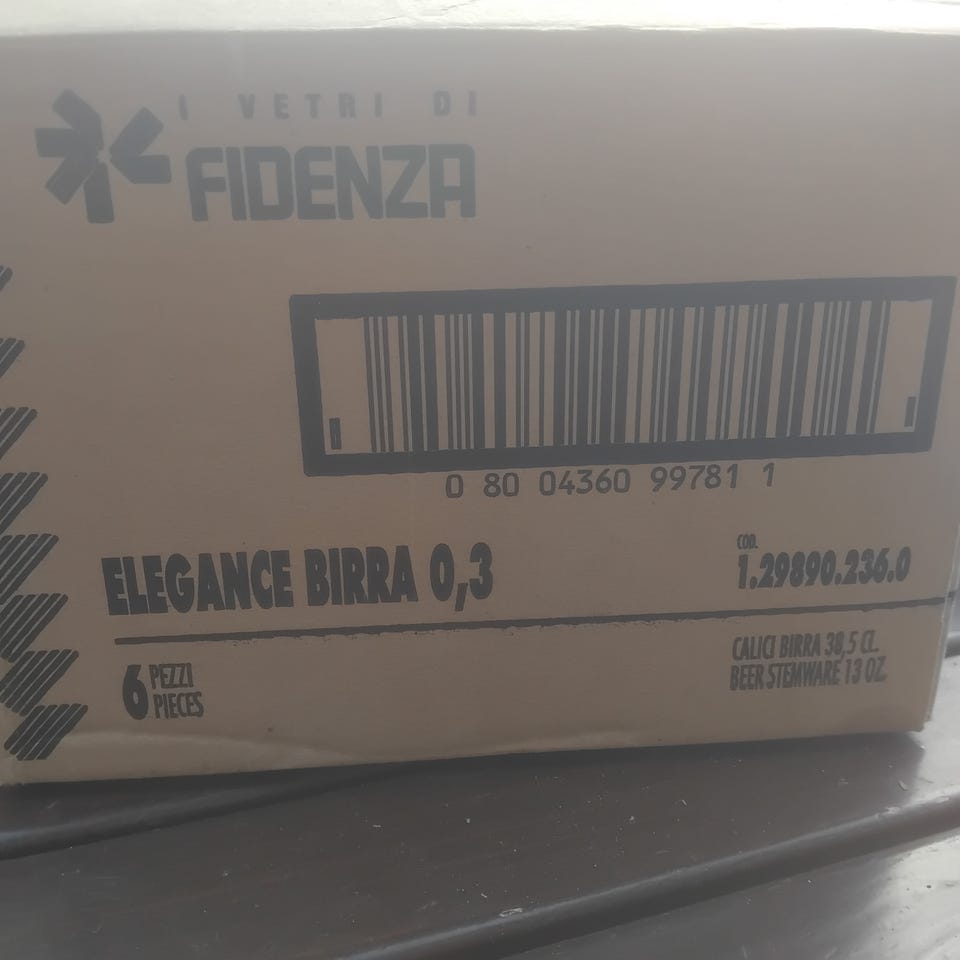 I VETRI DI
FIDENZA
0 80 04360 99781 1
ELEGANCE BIRRA 0,3
COD.
1.29890.236.0
6 PEZZI
PIECES
CALICI BIRRA 38,5 CL.
BEER STEMWARE 13 OZ.